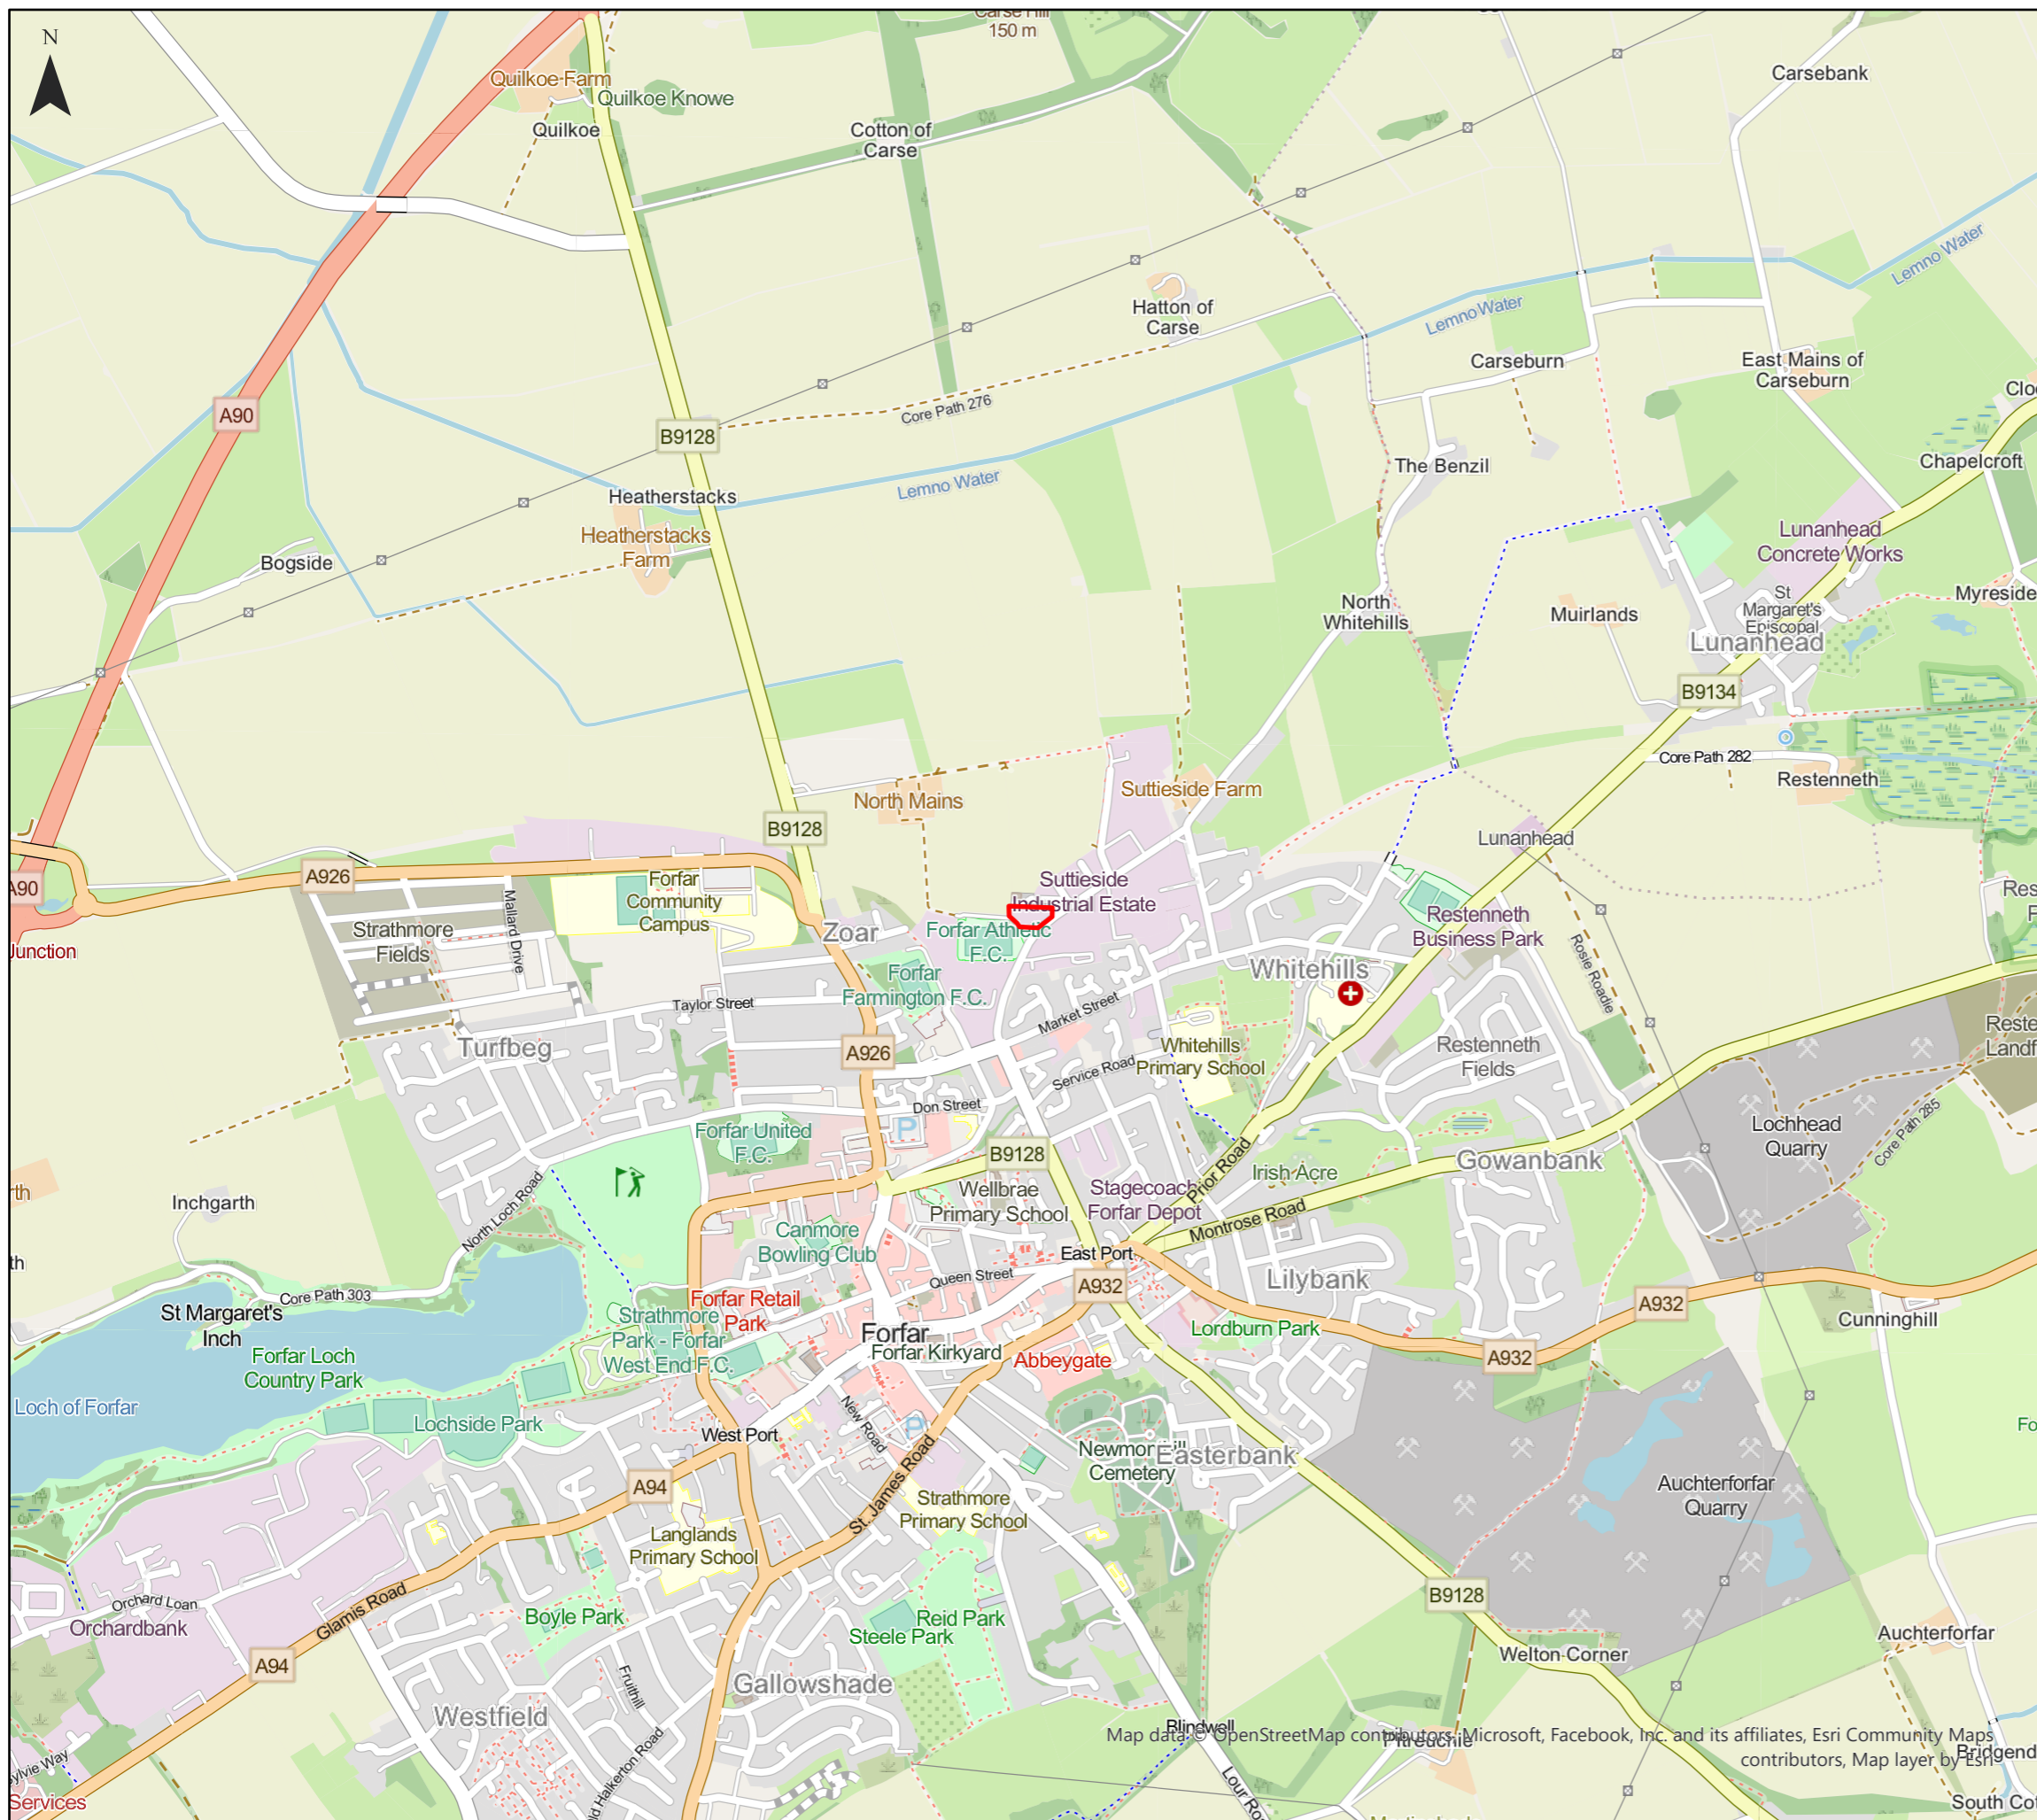 Carse Hill
150 m
N
Carsebank
Quilkoe Farm
Quilkoe Knowe
Quilkoe
Cotton of
Carse
Lemno Water
Hatton of
Carse
Lemno Water
Carseburn
East Mains of
Carseburn
A90
Core Path 276
B9128
Chapelcroft
The Benzil
Lemno Water
Heatherstacks
Heatherstacks
Farm
Lunanhead
Concrete Works
Bogside
Myreside
St
Margaret's
Episcopal
North
Whitehills
Muirlands
Lunanhead
B9134
Core Path 282
Restenneth
Suttieside Farm
North Mains
B9128
Lunanhead
A926
A90
Forfar
Community
Campus
Suttieside
Industrial Estate
Mallard Drive
Strathmore
Fields
Zoar
Forfar Athletic
F.C.
Restenneth
Business Park
Junction
Rosie Roadie
Whitehills
Forfar
Farmington F.C.
Taylor Street
Market Street
Turfbeg
A926
Whitehills
Primary School
Restenneth
Fields
Service Road
Don Street
P
Lochhead
Quarry
Core Path 285
Forfar United
F.C.
B9128
Prior Road
Irish Acre
Gowanbank
Inchgarth
North Loch Road
Wellbrae
Primary School
Stagecoach
Forfar Depot
Montrose Road
Canmore
Bowling Club
East Port
Queen Street
Lilybank
A932
A932
Core Path 303
St Margaret's
Inch
Forfar Retail
Park
Strathmore
Park - Forfar
West End F.C.
Forfar
Forfar Kirkyard
Lordburn Park
Cunninghill
Abbeygate
A932
Forfar Loch
Country Park
Loch of Forfar
Lochside Park
New Road
P
West Port
Newmonthill
Cemetery
Easterbank
St. James Road
A94
Auchterforfar
Quarry
Strathmore
Primary School
Langlands
Primary School
B9128
Orchard Loan
Glamis Road
Orchardbank
Boyle Park
Reid Park
Steele Park
Auchterforfar
Welton Corner
A94
Fruithill
Gallowshade
Westfield
Blindwell
Pitreuchie
Map data © OpenStreetMap contributors, Microsoft, Facebook, Inc. and its affiliates, Esri Community Maps
contributors, Map layer by Esri
Bridgend
Services
Lour Ro
South Co